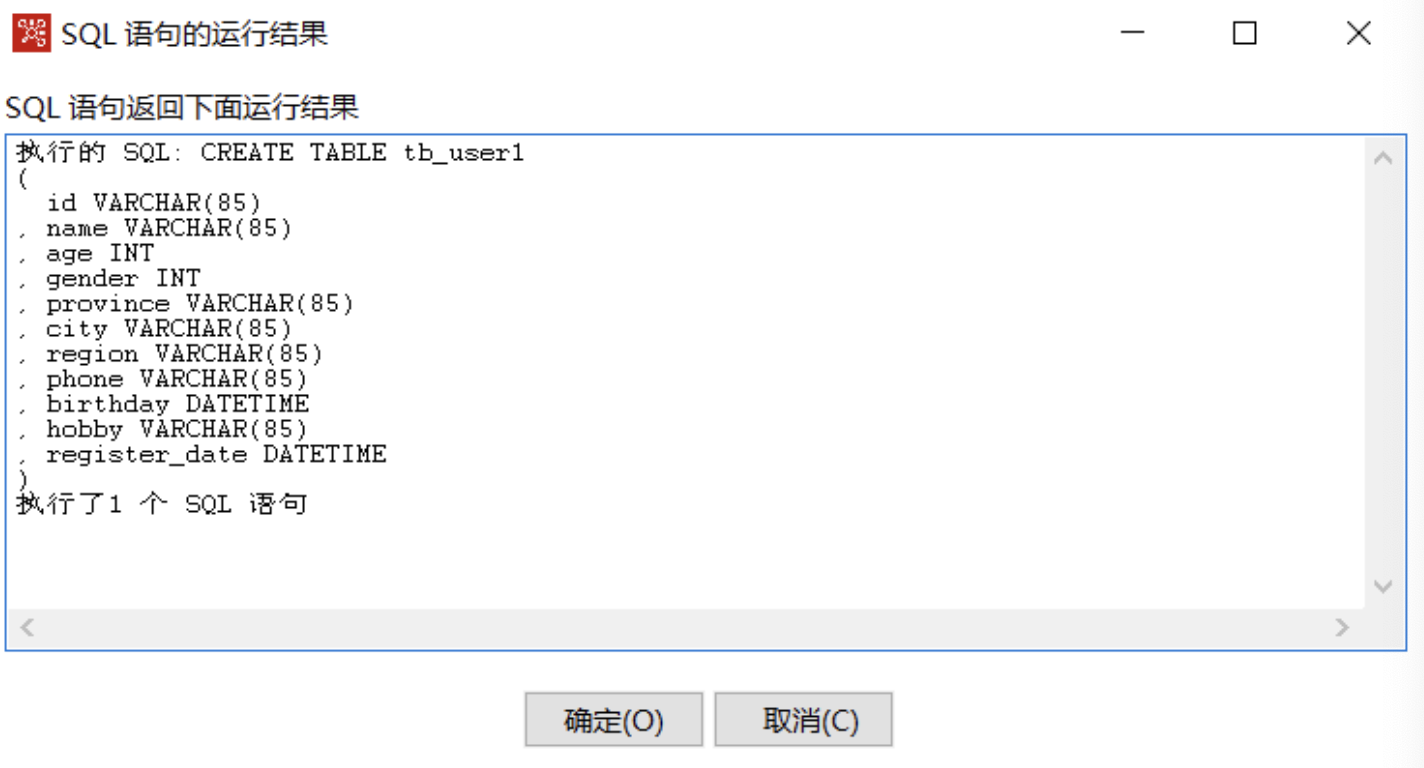 SQL 语句的运行结果
SQL 语句返回下面运行结果
执行的 SQL: CREATE TABLE tb_user1
(
  id VARCHAR(85)
, name VARCHAR(85)
, age INT
, gender INT
, province VARCHAR(85)
, city VARCHAR(85)
, region VARCHAR(85)
, phone VARCHAR(85)
, birthday DATETIME
, hobby VARCHAR(85)
, register_date DATETIME
)
执行了1 个 SQL 语句
确定(O) 取消(C)